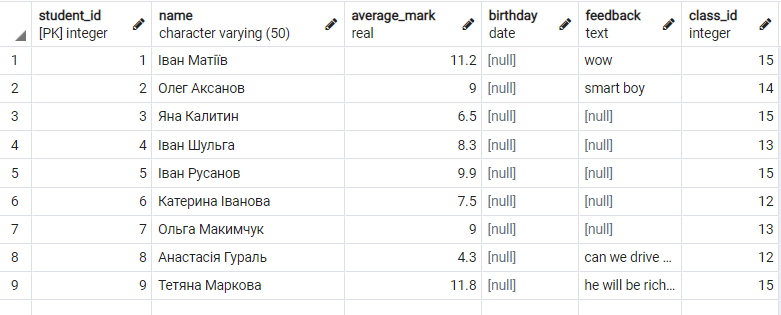 student_id name average_mark birthday feedback class_id
[PK] integer character varying (50) real date text integer
1 1 Іван Матіїв 11.2 [null] wow 15
2 2 Олег Аксанов 9 [null] smart boy 14
3 3 Яна Калитин 6.5 [null] [null] 15
4 4 Іван Шульга 8.3 [null] [null] 13
5 5 Іван Русанов 9.9 [null] [null] 15
6 6 Катерина Іванова 7.5 [null] [null] 12
7 7 Ольга Макимчук 9 [null] [null] 13
8 8 Анастасія Гураль 4.3 [null] can we drive ... 12
9 9 Тетяна Маркова 11.8 [null] he will be rich... 15